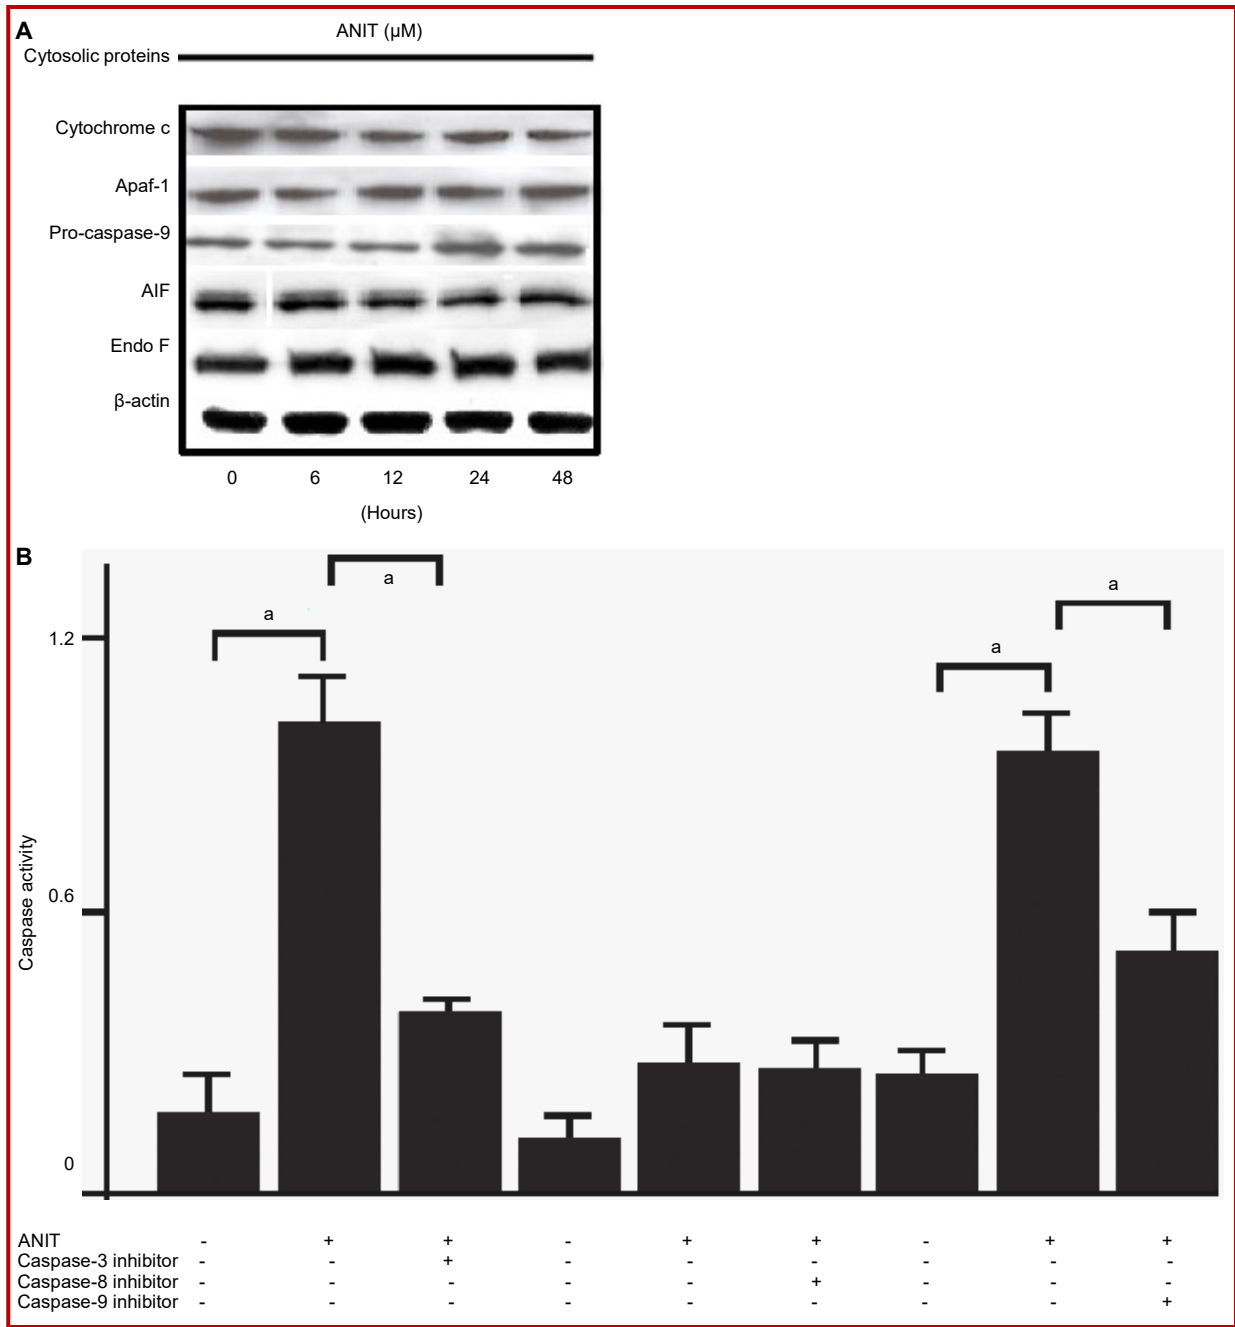 A
ANIT (µM)
Cytosolic proteins
Cytochrome c
Apaf-1
Pro-caspase-9
AIF
Endo F
β-actin
0 6 12 24 48
(Hours)
B
a
a
a
a
1.2
0.6
0
Caspase activity
ANIT - + + - + + - + +
Caspase-3 inhibitor - - + - - - - - -
Caspase-8 inhibitor - - - - - + - - -
Caspase-9 inhibitor - - - - - - - - +